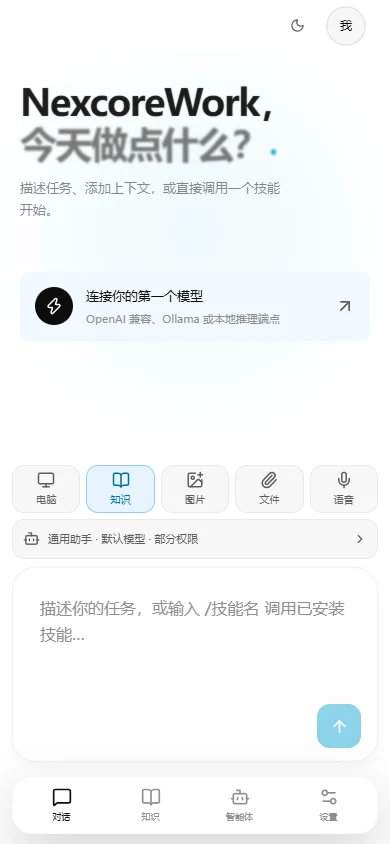 我
NexcoreWork，
今天做点什么？
描述任务、添加上下文，或直接调用一个技能
开始。
连接你的第一个模型
OpenAI 兼容、Ollama 或本地推理端点
电脑
知识
图片
文件
语音
通用助手 · 默认模型 · 部分权限
描述你的任务，或输入 /技能名 调用已安装
技能...
对话
知识
智能体
设置